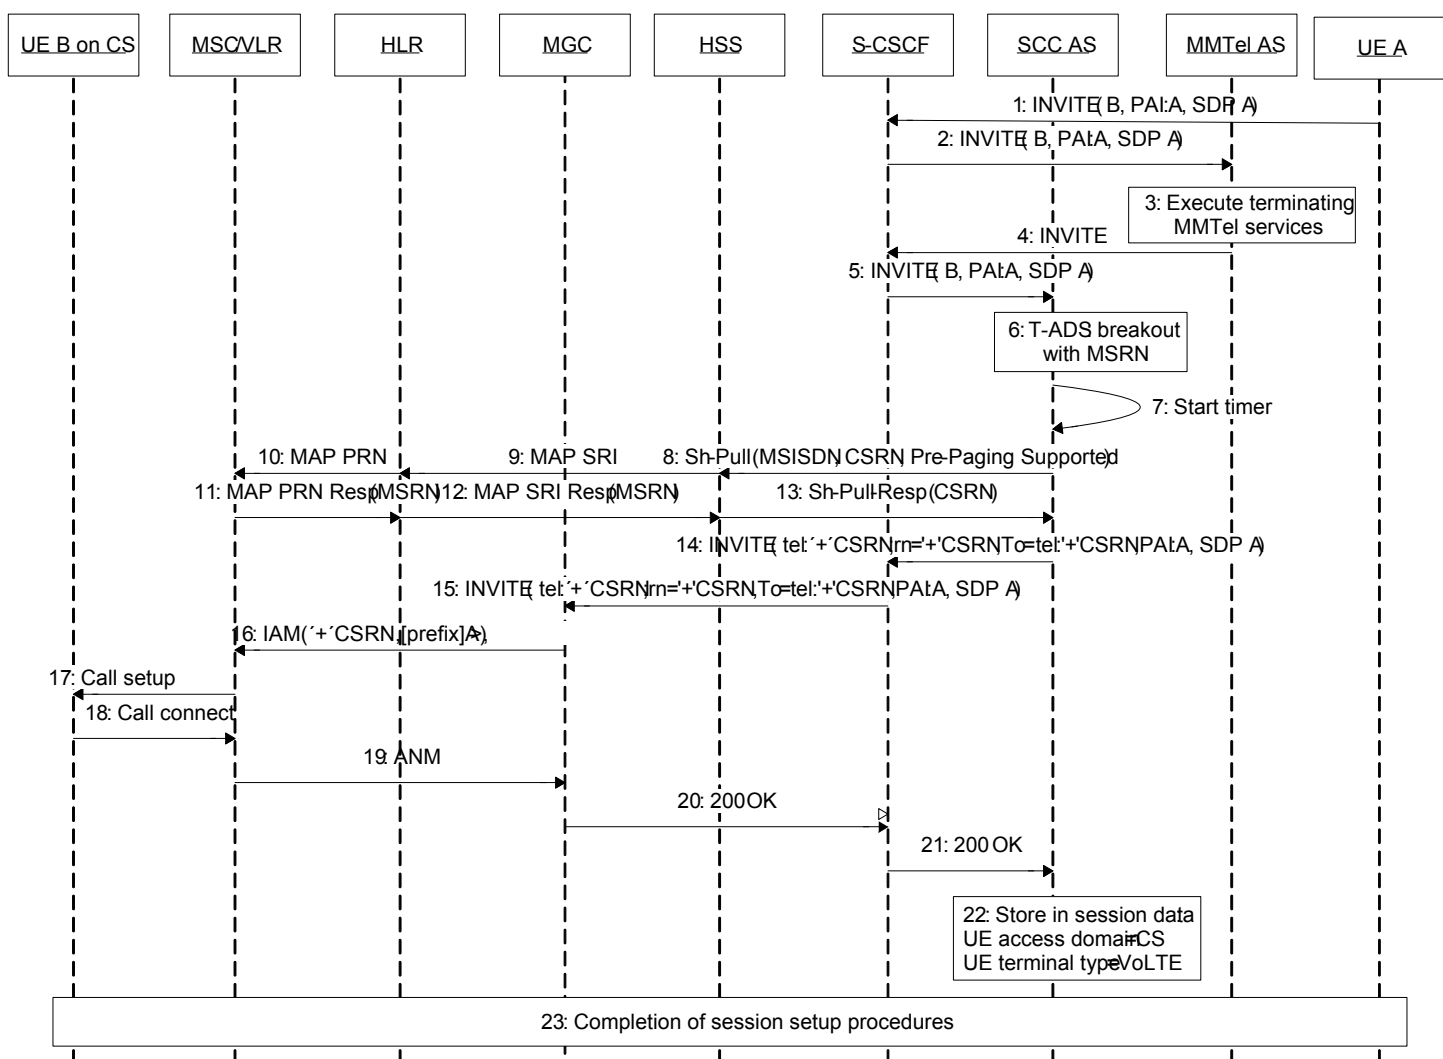 UE B on CS
MSC/VLR
HLR
MGC
HSS
S-CSCF
SCC AS
MMTel AS
UE A
1: INVITE( B, PAI:A, SDP A)
2: INVITE( B, PAI:A, SDP A)
3: Execute terminating
MMTel services
4: INVITE
5: INVITE( B, PAI:A, SDP A)
6: T-ADS breakout
with MSRN
7: Start timer
10: MAP PRN
9: MAP SRI
8: Sh-Pull(MSISDN, CSRN, Pre-Paging Supported)
11: MAP PRN Resp(MSRN)
12: MAP SRI Resp(MSRN)
13: Sh-Pull-Resp(CSRN)
14: INVITE( tel:´+´CSRN;rn='+'CSRN,To=tel:'+'CSRN,PAI:A, SDP A)
15: INVITE( tel:´+´CSRN;rn='+'CSRN,To=tel:'+'CSRN,PAI:A, SDP A)
16: IAM(´+´CSRN,[prefix]A>,
17: Call setup
18: Call connect
19: ANM
20: 200 OK
21: 200 OK
22: Store in session data:
UE access domain=CS
UE terminal type=VoLTE
23: Completion of session setup procedures